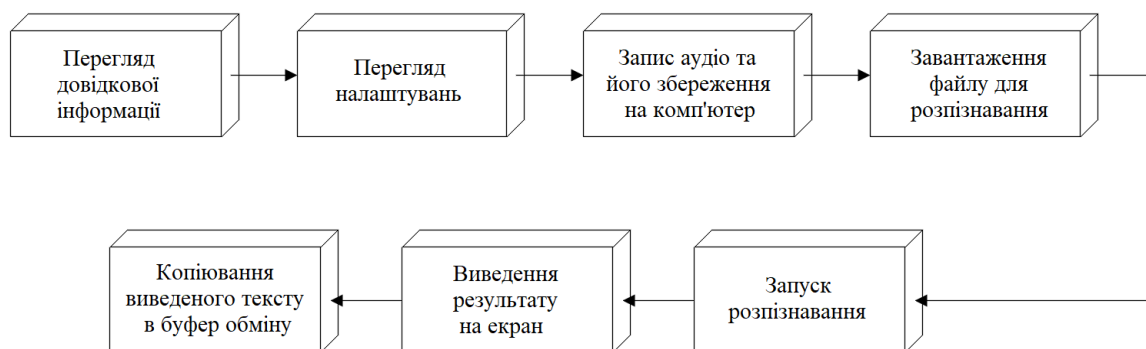 Перегляд
довідкової
інформації
Перегляд
налаштувань
Запис аудіо та
його збереження
на комп'ютер
Завантаження
файлу для
розпізнавання
Запуск
розпізнавання
Виведення
результату
на екран
Копіювання
виведеного тексту
в буфер обміну